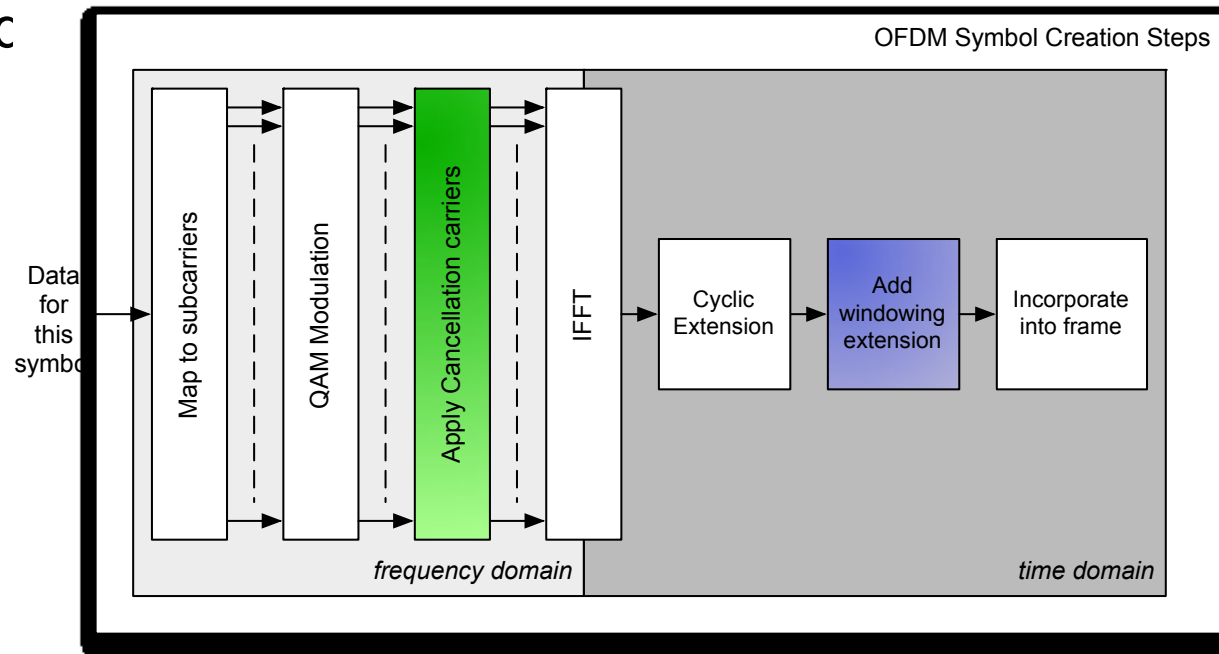 OFDM Symbol Creation Steps
Data
for
this
Map to subcarriers
QAM Modulation
Apply Cancellation carriers
IFFT
Cyclic
Extension
Add
windowing
extension
Incorporate
into frame
frequency domain
time domain